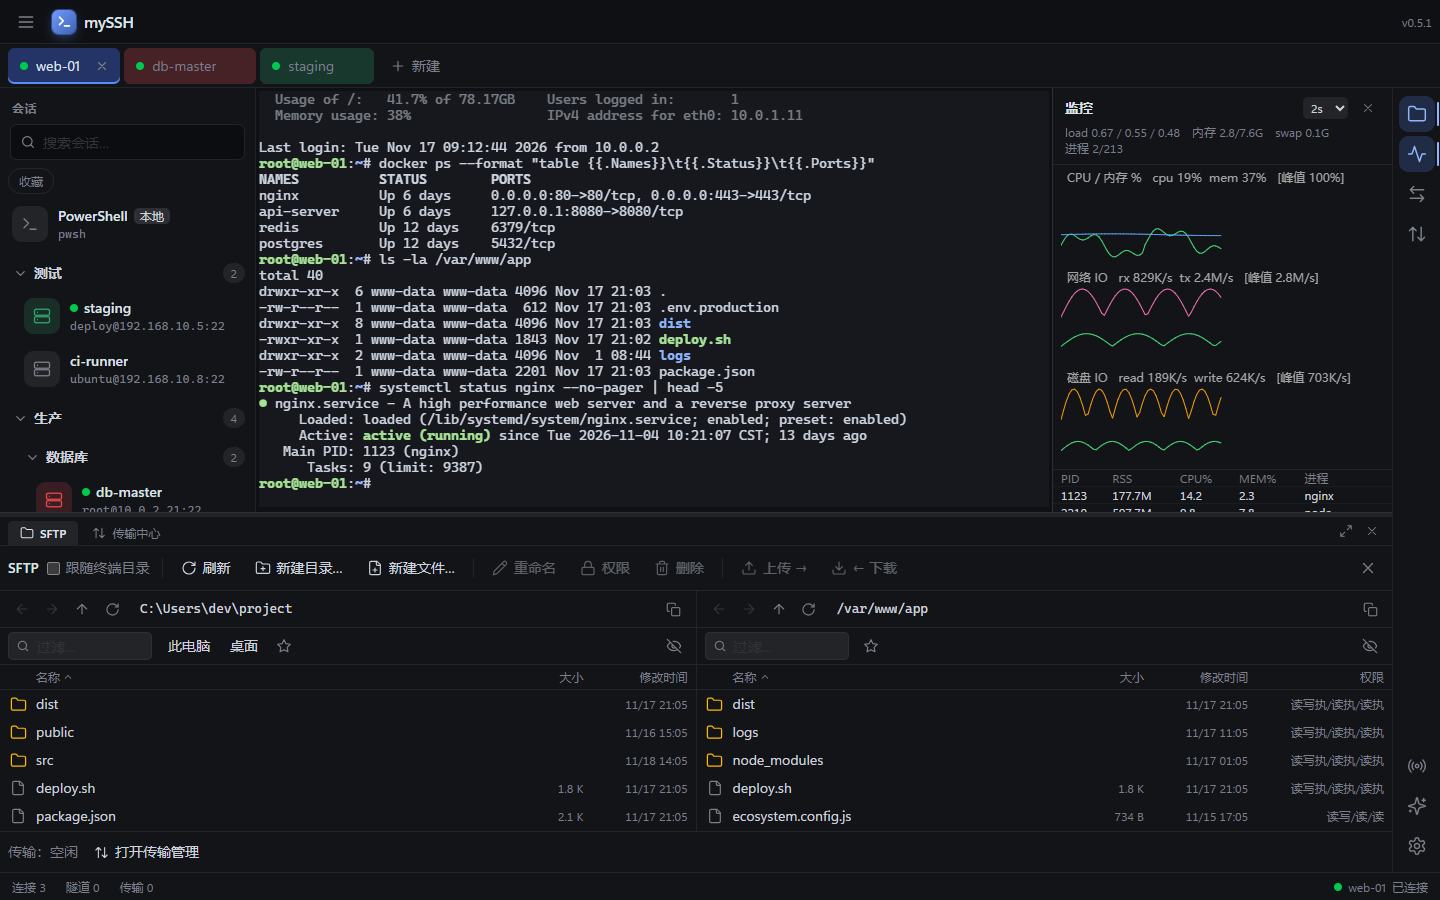 mySSH
v0.5.1
web-01
db-master
staging
新建
会话
搜索会话...
收藏
PowerShell 本地
pwsh
测试 2
staging
deploy@192.168.10.5:22
ci-runner
ubuntu@192.168.10.8:22
生产 4
数据库 2
db-master
root@10.0.2.21:22
Usage of /:   41.7% of 78.17GB    Users logged in:       1
Memory usage: 38%                 IPv4 address for eth0: 10.0.1.11
Last login: Tue Nov 17 09:12:44 2026 from 10.0.0.2
root@web-01:~# docker ps --format "table {{.Names}}\t{{.Status}}\t{{.Ports}}"
NAMES          STATUS        PORTS
nginx          Up 6 days     0.0.0.0:80->80/tcp, 0.0.0.0:443->443/tcp
api-server     Up 6 days     127.0.0.1:8080->8080/tcp
redis          Up 12 days    6379/tcp
postgres       Up 12 days    5432/tcp
root@web-01:~# ls -la /var/www/app
total 40
drwxr-xr-x  6 www-data www-data 4096 Nov 17 21:03 .
-rw-r--r--  1 www-data www-data  612 Nov 17 21:03 .env.production
drwxr-xr-x  8 www-data www-data 4096 Nov 17 21:03 dist
-rwxr-xr-x  1 www-data www-data 1843 Nov 17 21:02 deploy.sh
drwxr-xr-x  2 www-data www-data 4096 Nov  1 08:44 logs
-rw-r--r--  1 www-data www-data 2201 Nov 17 21:03 package.json
root@web-01:~# systemctl status nginx --no-pager | head -5
● nginx.service - A high performance web server and a reverse proxy server
Loaded: loaded (/lib/systemd/system/nginx.service; enabled; preset: enabled)
Active: active (running) since Tue 2026-11-04 10:21:07 CST; 13 days ago
Main PID: 1123 (nginx)
Tasks: 9 (limit: 9387)
root@web-01:~#
监控 2s
load 0.67 / 0.55 / 0.48 内存 2.8/7.6G swap 0.1G
进程 2/213
CPU / 内存 % cpu 19% mem 37% [峰值 100%]
网络 IO rx 829K/s tx 2.4M/s [峰值 2.8M/s]
磁盘 IO read 189K/s write 624K/s [峰值 703K/s]
PID RSS CPU% MEM% 进程
1123 177.7M 14.2 2.3 nginx
SFTP 传输中心
SFTP 跟随终端目录 刷新 新建目录... 新建文件... 重命名 权限 删除 上传 → ← 下载
C:\Users\dev\project
过滤... 此电脑 桌面
名称 大小 修改时间
dist 11/17 21:05
public 11/16 15:05
src 11/18 14:05
deploy.sh 1.8 K 11/17 21:05
package.json 2.1 K 11/17 21:05
/var/www/app
过滤...
名称 大小 修改时间 权限
dist 11/17 21:05 读写执/读执/读执
logs 11/17 11:05 读写执/读执/读执
node_modules 11/17 01:05 读写执/读执/读执
deploy.sh 1.8 K 11/17 21:05 读写执/读执/读执
ecosystem.config.js 734 B 11/15 17:05 读写/读/读
传输: 空闲 打开传输管理
连接 3 隧道 0 传输 0
web-01 已连接